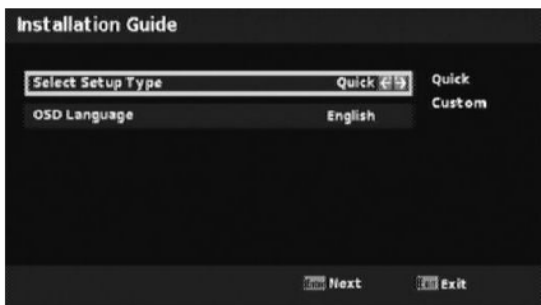 Installation Guide
Select Setup Type Quick
Quick
Custom
OSD Language English
Next Exit